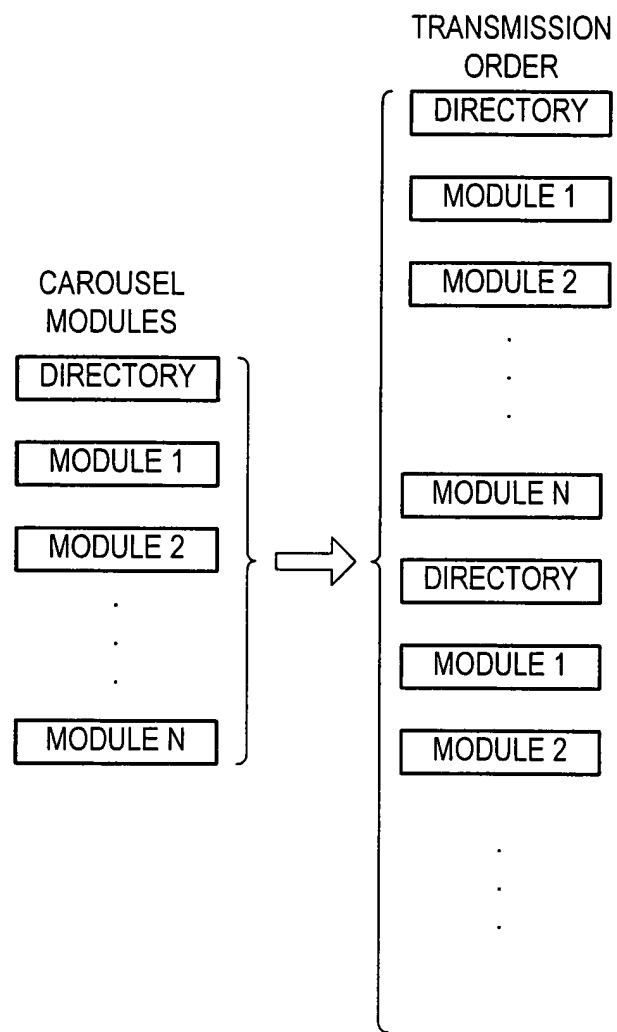 CAROUSEL
MODULES
DIRECTORY
MODULE 1
MODULE 2
.
.
.
MODULE N
TRANSMISSION
ORDER
DIRECTORY
MODULE 1
MODULE 2
.
.
.
MODULE N
DIRECTORY
MODULE 1
MODULE 2
.
.
.